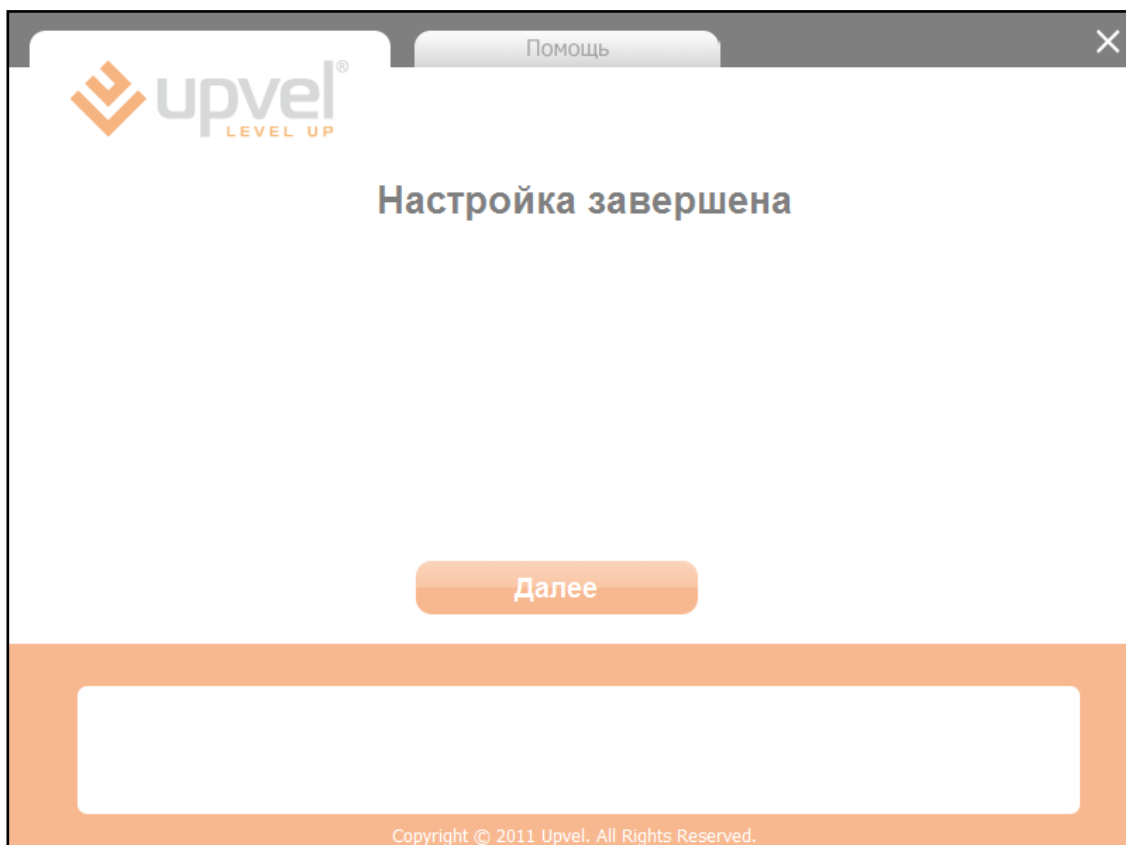 Помощь
upvel®
LEVEL UP
Настройка завершена
Далее
Copyright © 2011 Upvel. All Rights Reserved.